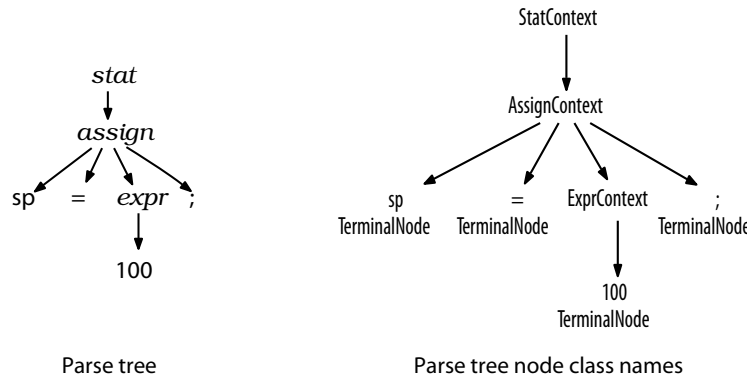 stat
assign
sp = expr ;
100
Parse tree
StatContext
AssignContext
sp = ExprContext ;
TerminalNode TerminalNode TerminalNode
100
TerminalNode
Parse tree node class names